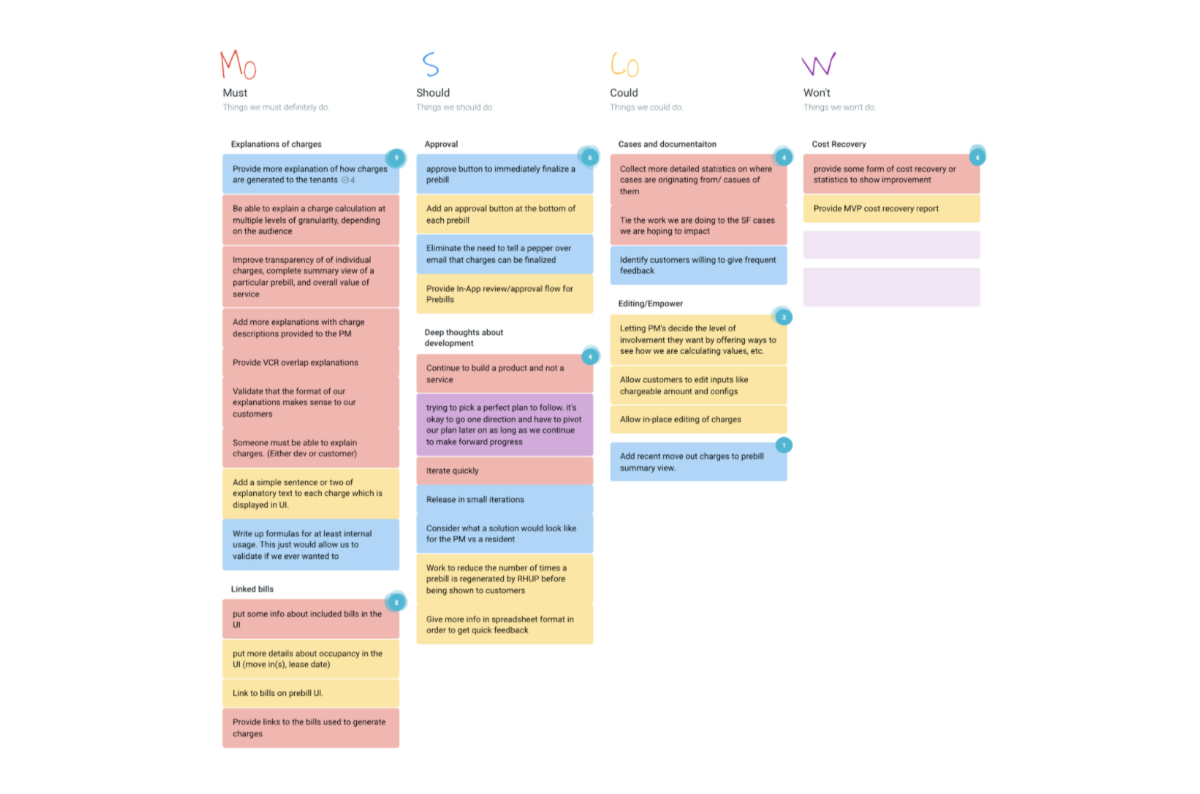 Mo
Must
Things we must definitely do.
Explanations of charges
9
Provide more explanation of how charges
are generated to the tenants 4
Be able to explain a charge calculation at
multiple levels of granularity, depending
on the audience
Improve transparency of of individual
charges, complete summary view of a
particular prebill, and overall value of
service
Add more explanations with charge
descriptions provided to the PM
Provide VCR overlap explanations
Validate that the format of our
explanations makes sense to our
customers
Someone must be able to explain
charges. (Either dev or customer)
Add a simple sentence or two of
explanatory text to each charge which is
displayed in UI.
Write up formulas for at least internal
usage. This just would allow us to
validate if we ever wanted to
Linked bills
put some info about included bills in the
UI
put more details about occupancy in the
UI (move in(s), lease date)
Link to bills on prebill UI.
Provide links to the bills used to generate
charges
S
Should
Things we should do.
Approval
approve button to immediately finalize a
prebill
Add an approval button at the bottom of
each prebill
Eliminate the need to tell a pepper over
email that charges can be finalized
Provide In-App review/approval flow for
Prebills
Deep thoughts about
development
Continue to build a product and not a
service
trying to pick a perfect plan to follow. it's
okay to go one direction and have to pivot
our plan later on as long as we continue
to make forward progress
Iterate quickly
Release in small iterations
Consider what a solution would look like
for the PM vs a resident
Work to reduce the number of times a
prebill is regenerated by RHUP before
being shown to customers
Give more info in spreadsheet format in
order to get quick feedback
Co
Could
Things we could do.
Cases and documentaiton
4
Collect more detailed statistics on where
cases are originating from/ casues of
them
Tie the work we are doing to the SF cases
we are hoping to impact
Identify customers willing to give frequent
feedback
Editing/Empower
3
Letting PM's decide the level of
involvement they want by offering ways to
see how we are calculating values, etc.
Allow customers to edit inputs like
chargeable amount and configs
Allow in-place editing of charges
1
Add recent move out charges to prebill
summary view.
W
Won't
Things we won't do.
Cost Recovery
provide some form of cost recovery or
statistics to show improvement
Provide MVP cost recovery report